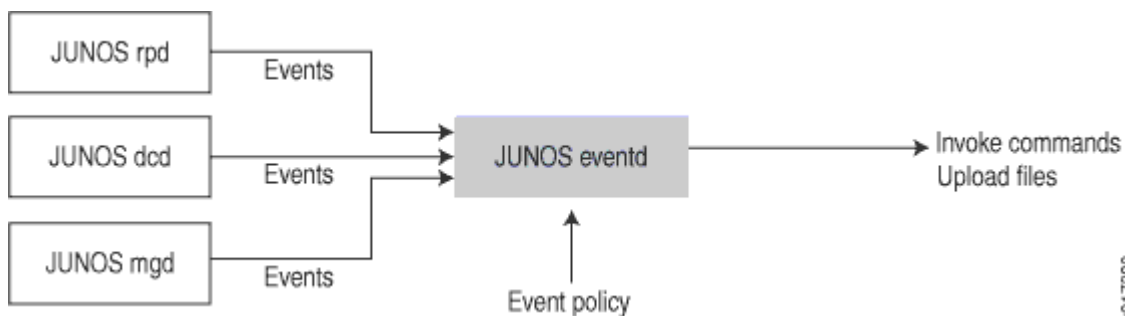 JUNOS rpd
Events
JUNOS dcd
Events
JUNOS mgd
Events
JUNOS eventd
Event policy
Invoke commands
Upload files